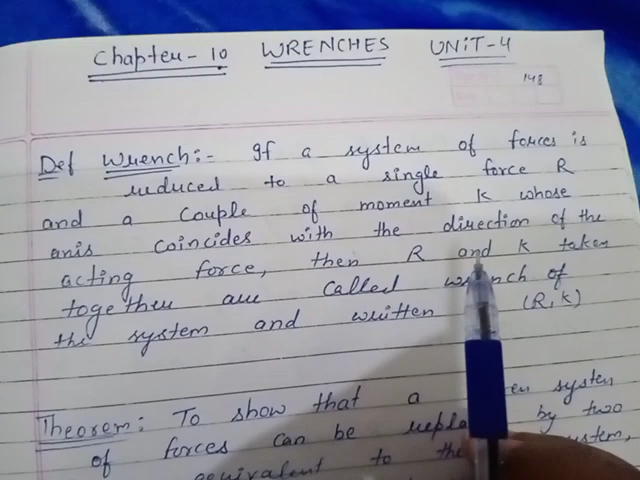 Chapter-10 WRENCHES UNIT-4
148
Def Wrench:- If a system of forces is
reduced to a single force R
and a couple of moment K whose
axis coincides with the direction of the
acting force, then R and K taken
together are called wrench of
the system and written (R,K)
Theorem: To show that a system
of forces can be by two
equivalent to the